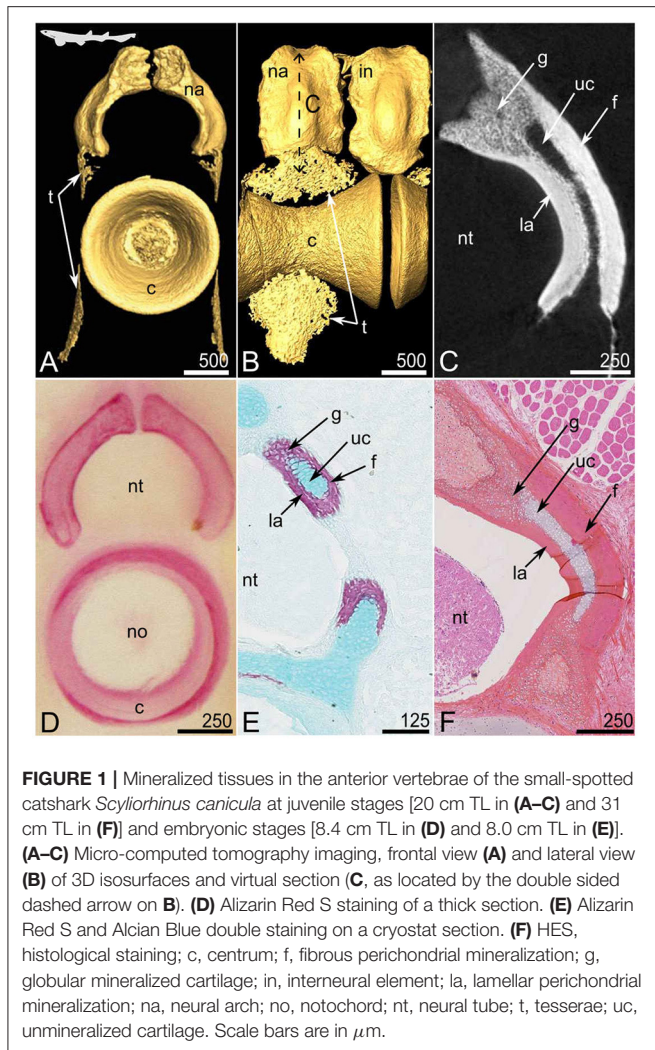 na
t
c
A
500
na
in
C
c
t
B
500
g
uc
f
la
nt
C
250
nt
no
c
D
250
g
uc
f
la
nt
E
125
g
uc
f
la
nt
F
250
FIGURE 1 | Mineralized tissues in the anterior vertebrae of the small-spotted
catshark Scyliorhinus canicula at juvenile stages [20 cm TL in (A–C) and 31
cm TL in (F)] and embryonic stages [8.4 cm TL in (D) and 8.0 cm TL in (E)].
(A–C) Micro-computed tomography imaging, frontal view (A) and lateral view
(B) of 3D isosurfaces and virtual section (C, as located by the double sided
dashed arrow on B). (D) Alizarin Red S staining of a thick section. (E) Alizarin
Red S and Alcian Blue double staining on a cryostat section. (F) HES,
histological staining; c, centrum; f, fibrous perichondrial mineralization; g,
globular mineralized cartilage; in, interneural element; la, lamellar perichondrial
mineralization; na, neural arch; no, notochord; nt, neural tube; t, tesserae; uc,
unmineralized cartilage. Scale bars are in μm.